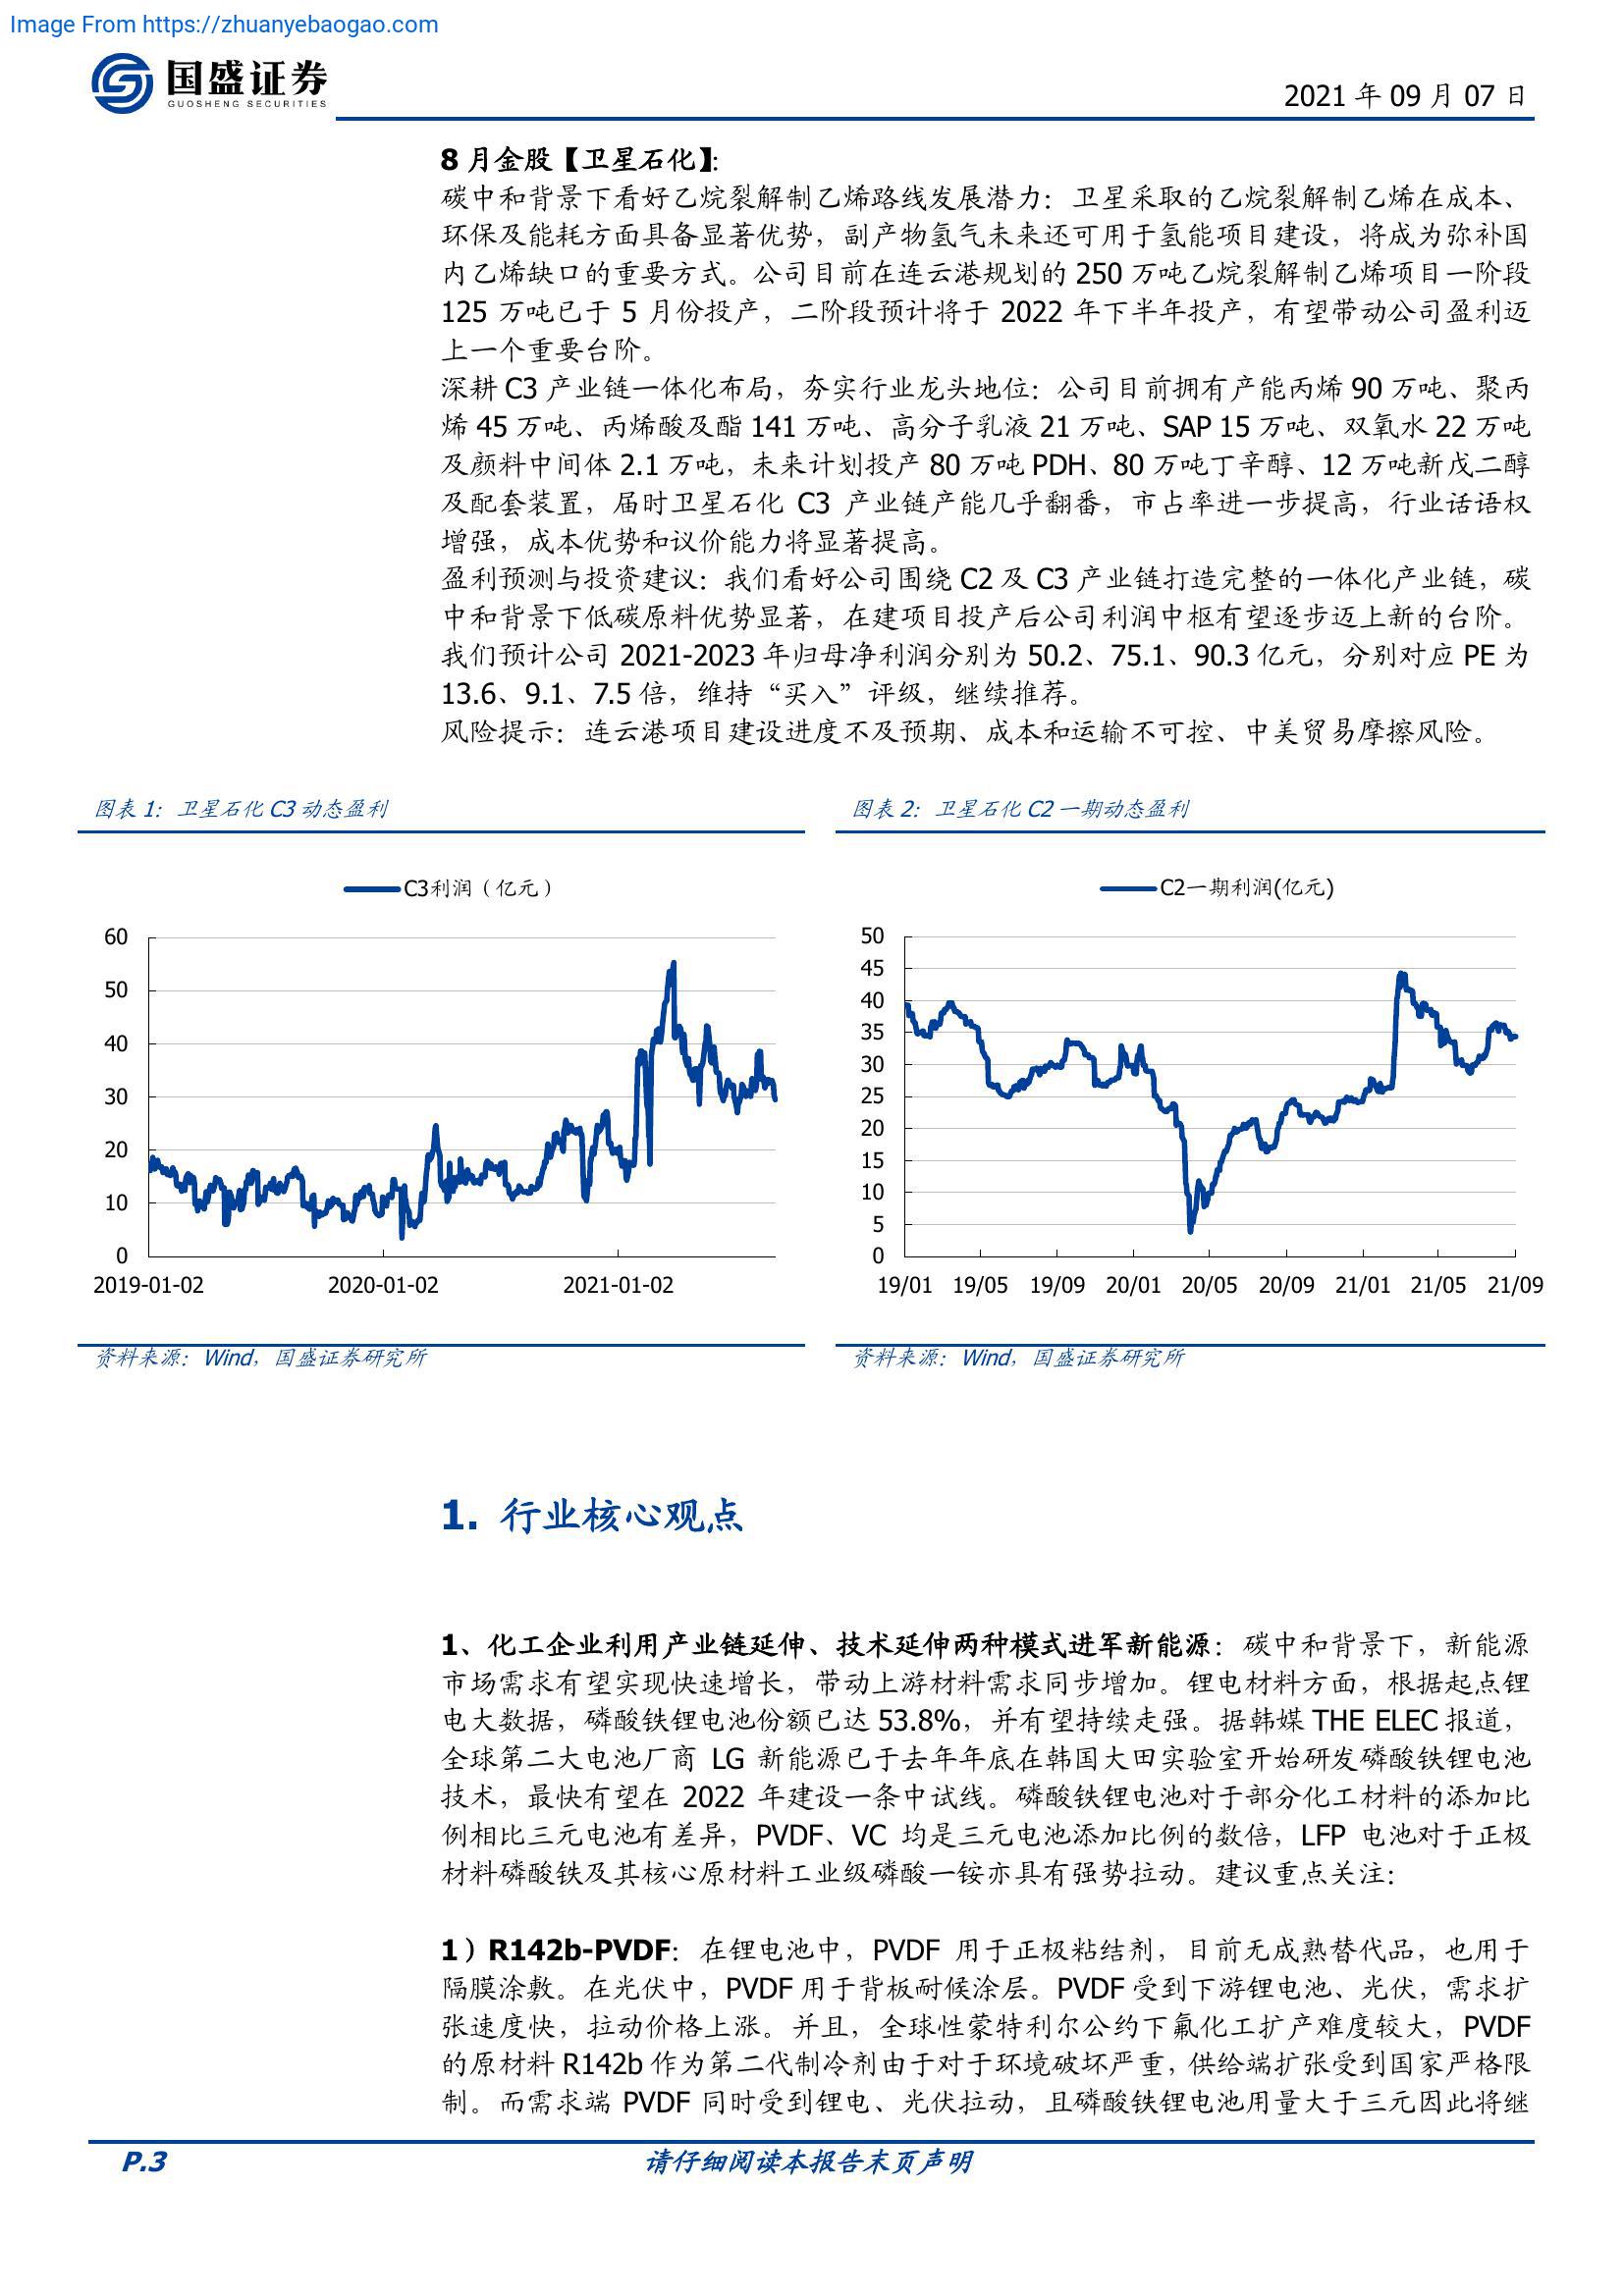 Image From https://zhuanyebaogao.com
国盛证券
GUOSHENG SECURITIES
2021 年 09 月 07 日
8 月金股【卫星石化】:
碳中和背景下看好乙烷裂解制乙烯路线发展潜力：卫星采取的乙烷裂解制乙烯在成本、
环保及能耗方面具备显著优势，副产物氢气未来还可用于氢能项目建设，将成为弥补国
内乙烯缺口的重要方式。公司目前在连云港规划的 250 万吨乙烷裂解制乙烯项目一阶段
125 万吨已于 5 月份投产，二阶段预计将于 2022 年下半年投产，有望带动公司盈利迈
上一个重要台阶。
深耕 C3 产业链一体化布局，夯实行业龙头地位：公司目前拥有产能丙烯 90 万吨、聚丙
烯 45 万吨、丙烯酸及酯 141 万吨、高分子乳液 21 万吨、SAP 15 万吨、双氧水 22 万吨
及颜料中间体 2.1 万吨，未来计划投产 80 万吨 PDH、80 万吨丁辛醇、12 万吨新戊二醇
及配套装置，届时卫星石化 C3 产业链产能几乎翻番，市占率进一步提高，行业话语权
增强，成本优势和议价能力将显著提高。
盈利预测与投资建议：我们看好公司围绕 C2 及 C3 产业链打造完整的一体化产业链，碳
中和背景下低碳原料优势显著，在建项目投产后公司利润中枢有望逐步迈上新的台阶。
我们预计公司 2021-2023 年归母净利润分别为 50.2、75.1、90.3 亿元，分别对应 PE 为
13.6、9.1、7.5 倍，维持“买入”评级，继续推荐。
风险提示：连云港项目建设进度不及预期、成本和运输不可控、中美贸易摩擦风险。
图表 1：卫星石化 C3 动态盈利
C3利润（亿元）
60
50
40
30
20
10
0
2019-01-02 2020-01-02 2021-01-02
资料来源：Wind，国盛证券研究所
图表 2：卫星石化 C2 一期动态盈利
C2一期利润(亿元)
50
45
40
35
30
25
20
15
10
5
0
19/01 19/05 19/09 20/01 20/05 20/09 21/01 21/05 21/09
资料来源：Wind，国盛证券研究所
1. 行业核心观点
1、化工企业利用产业链延伸、技术延伸两种模式进军新能源：碳中和背景下，新能源
市场需求有望实现快速增长，带动上游材料需求同步增加。锂电材料方面，根据起点锂
电大数据，磷酸铁锂电池份额已达 53.8%，并有望持续走强。据韩媒 THE ELEC 报道，
全球第二大电池厂商 LG 新能源已于去年年底在韩国大田实验室开始研发磷酸铁锂电池
技术，最快有望在 2022 年建设一条中试线。磷酸铁锂电池对于部分化工材料的添加比
例相比三元电池有差异，PVDF、VC 均是三元电池添加比例的数倍，LFP 电池对于正极
材料磷酸铁及其核心原材料工业级磷酸一铵亦具有强势拉动。建议重点关注：
1）R142b-PVDF：在锂电池中，PVDF 用于正极粘结剂，目前无成熟替代品，也用于
隔膜涂敷。在光伏中，PVDF 用于背板耐候涂层。PVDF 受到下游锂电池、光伏，需求扩
张速度快，拉动价格上涨。并且，全球性蒙特利尔公约下氟化工扩产难度较大，PVDF
的原材料 R142b 作为第二代制冷剂由于对于环境破坏严重，供给端扩张受到国家严格限
制。而需求端 PVDF 同时受到锂电、光伏拉动，且磷酸铁锂电池用量大于三元因此将继
P.3
请仔细阅读本报告末页声明